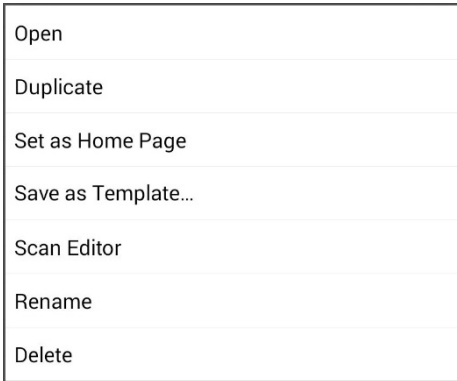 Open
Duplicate
Set as Home Page
Save as Template…
Scan Editor
Rename
Delete